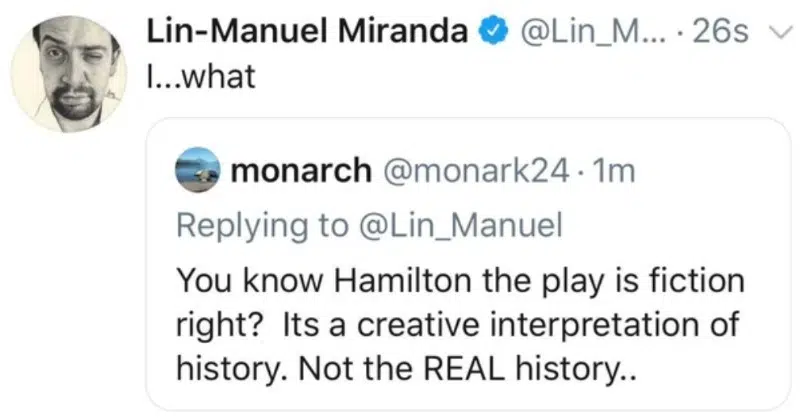 Lin-Manuel Miranda @Lin_M... · 26s
I...what
monarch @monark24 · 1m
Replying to @Lin_Manuel
You know Hamilton the play is fiction
right? Its a creative interpretation of
history. Not the REAL history..